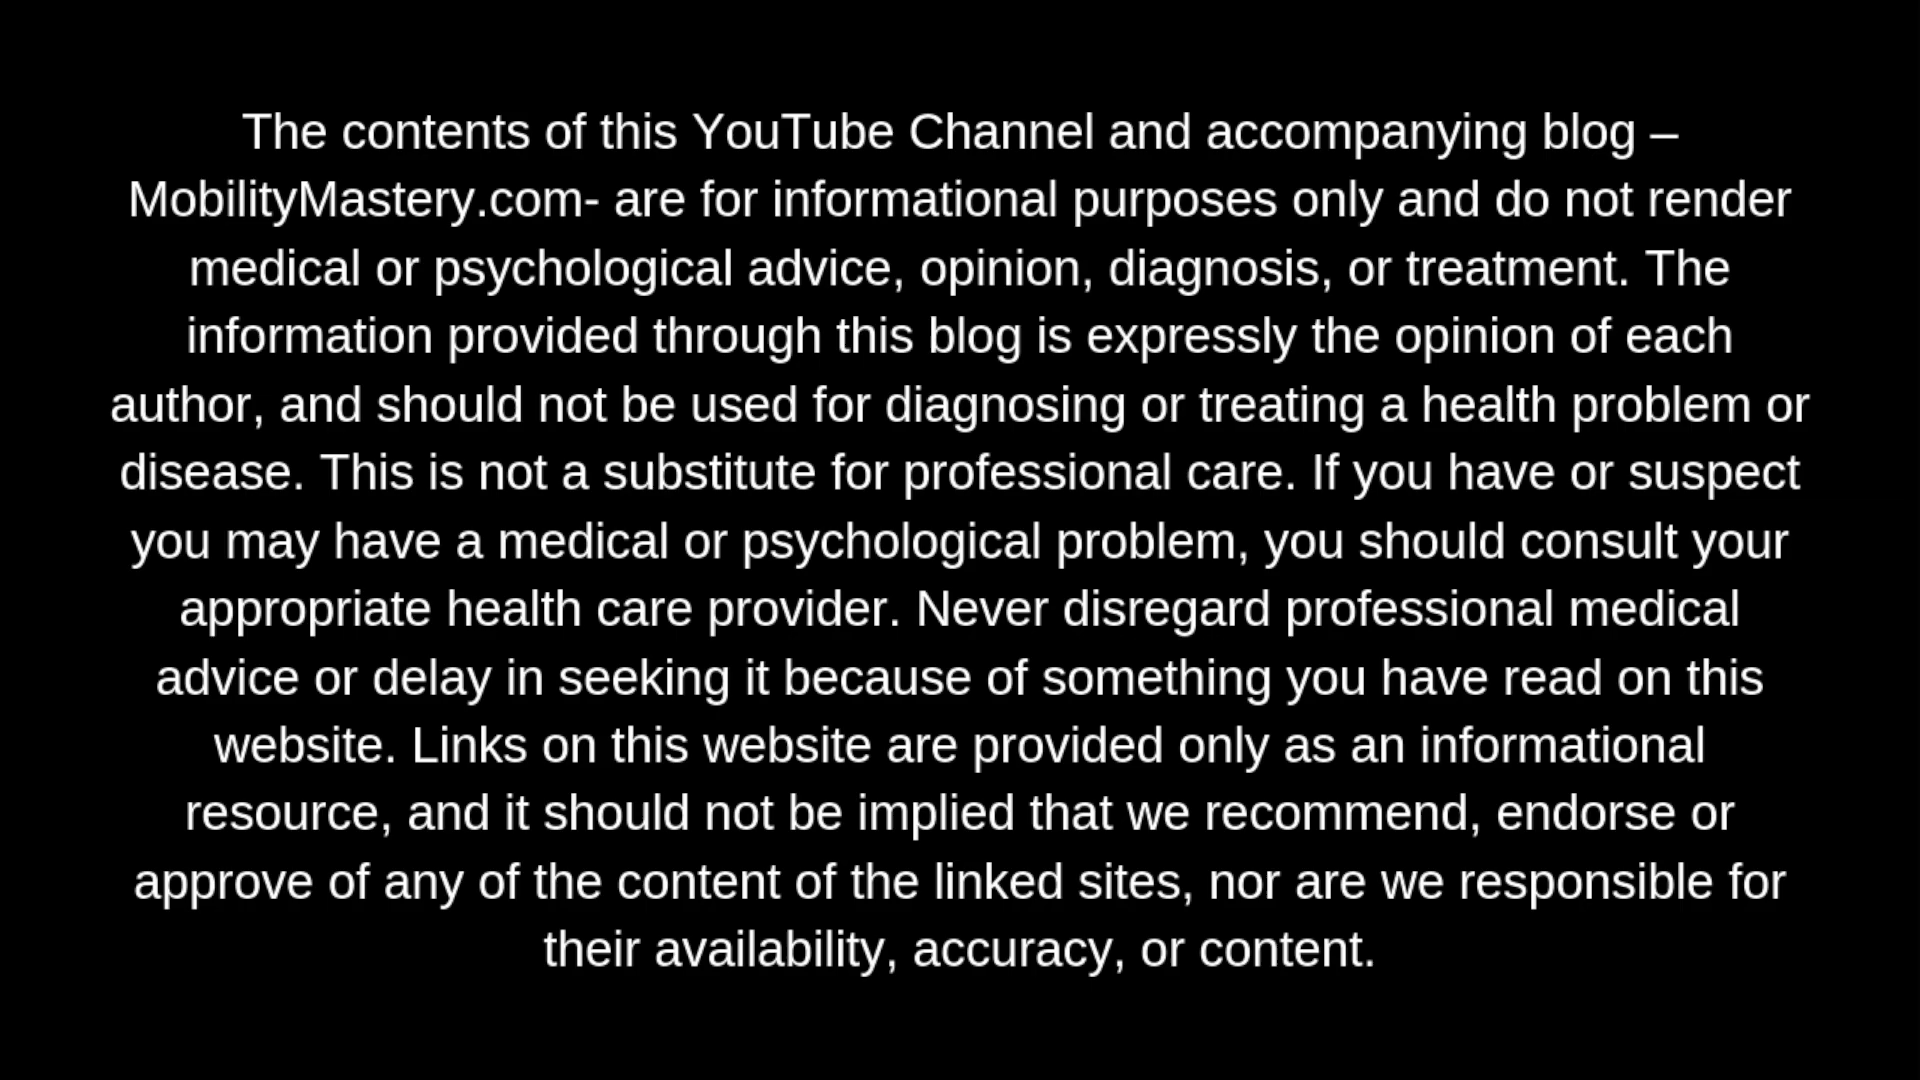 The contents of this YouTube Channel and accompanying blog –
MobilityMastery.com- are for informational purposes only and do not render
medical or psychological advice, opinion, diagnosis, or treatment. The
information provided through this blog is expressly the opinion of each
author, and should not be used for diagnosing or treating a health problem or
disease. This is not a substitute for professional care. If you have or suspect
you may have a medical or psychological problem, you should consult your
appropriate health care provider. Never disregard professional medical
advice or delay in seeking it because of something you have read on this
website. Links on this website are provided only as an informational
resource, and it should not be implied that we recommend, endorse or
approve of any of the content of the linked sites, nor are we responsible for
their availability, accuracy, or content.